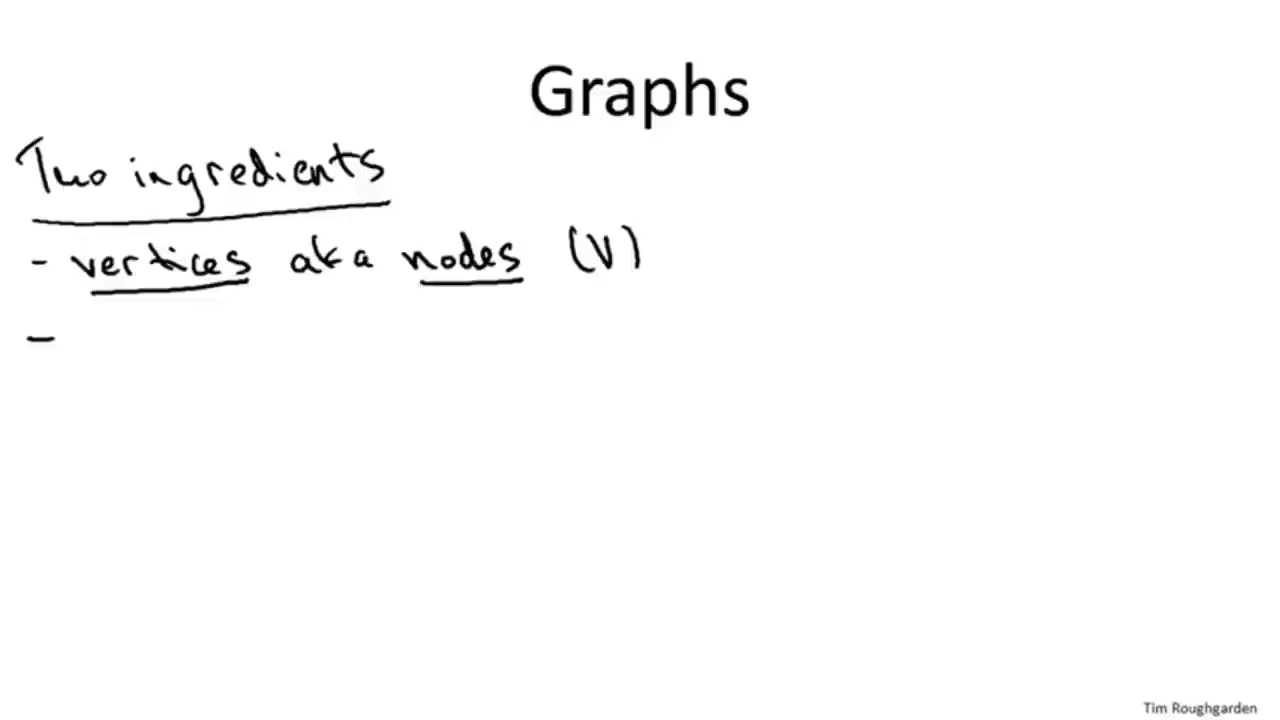 Graphs
Two ingredients
- vertices aka nodes (V)
-
Tim Roughgarden